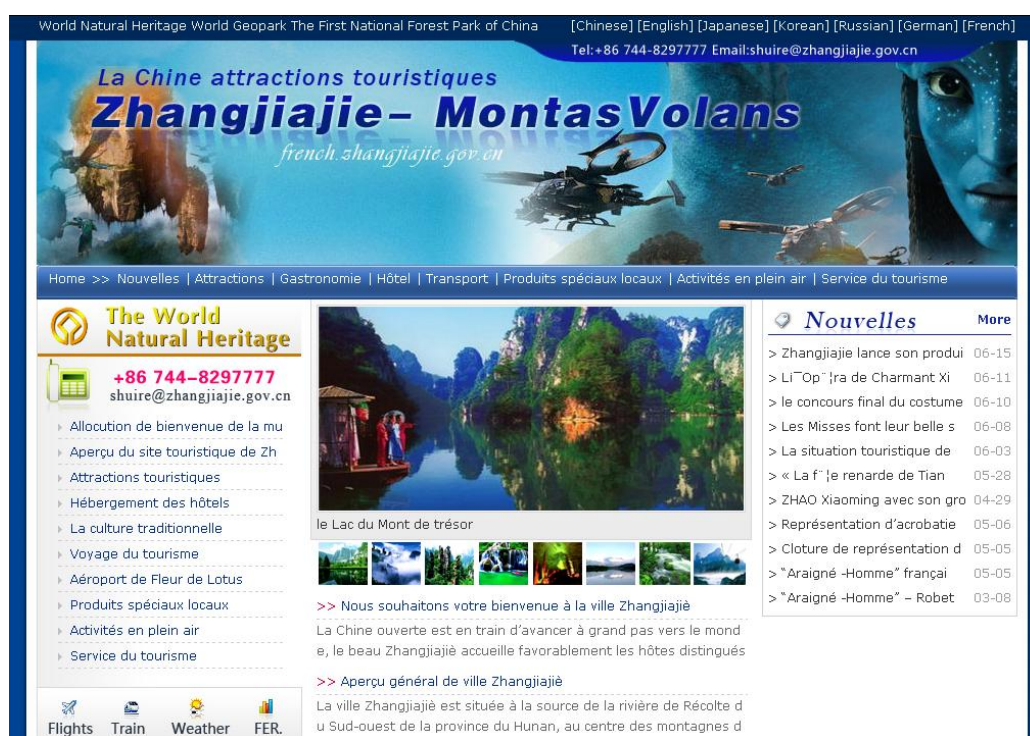 World Natural Heritage World Geopark The First National Forest Park of China
[Chinese] [English] [Japanese] [Korean] [Russian] [German] [French]
Tel:+86 744-8297777 Email:shuire@zhangjiajie.gov.cn
La Chine attractions touristiques
Zhangjiajie– MontasVolans
french.zhangjiajie.gov.cn
Home >> Nouvelles | Attractions | Gastronomie | Hôtel | Transport | Produits spéciaux locaux | Activités en plein air | Service du tourisme
The World
Natural Heritage
+86 744-8297777
shuire@zhangjiajie.gov.cn
Allocution de bienvenue de la mu
Aperçu du site touristique de Zh
Attractions touristiques
Hébergement des hôtels
La culture traditionnelle
Voyage du tourisme
Aéroport de Fleur de Lotus
Produits spéciaux locaux
Activités en plein air
Service du tourisme
Flights Train Weather FER.
le Lac du Mont de trésor
>> Nous souhaitons votre bienvenue à la ville Zhangjiajiè
La Chine ouverte est en train d'avancer à grand pas vers le mond
e, le beau Zhangjiajiè accueille favorablement les hôtes distingués
>> Aperçu général de ville Zhangjiajiè
La ville Zhangjiajiè est située à la source de la rivière de Récolte d
u Sud-ouest de la province du Hunan, au centre des montagnes d
Nouvelles More
> Zhangjiajie lance son produi 06-15
> Li¯Op¨¦ra de Charmant Xi 06-11
> le concours final du costume 06-10
> Les Misses font leur belle s 06-08
> La situation touristique de 06-03
> « La f¨¦e renarde de Tian 05-28
> ZHAO Xiaoming avec son gro 04-29
> Représentation d'acrobatie 05-06
> Cloture de représentation d 05-05
> "Araigné -Homme" françai 05-05
> "Araigné -Homme" – Robet 03-08